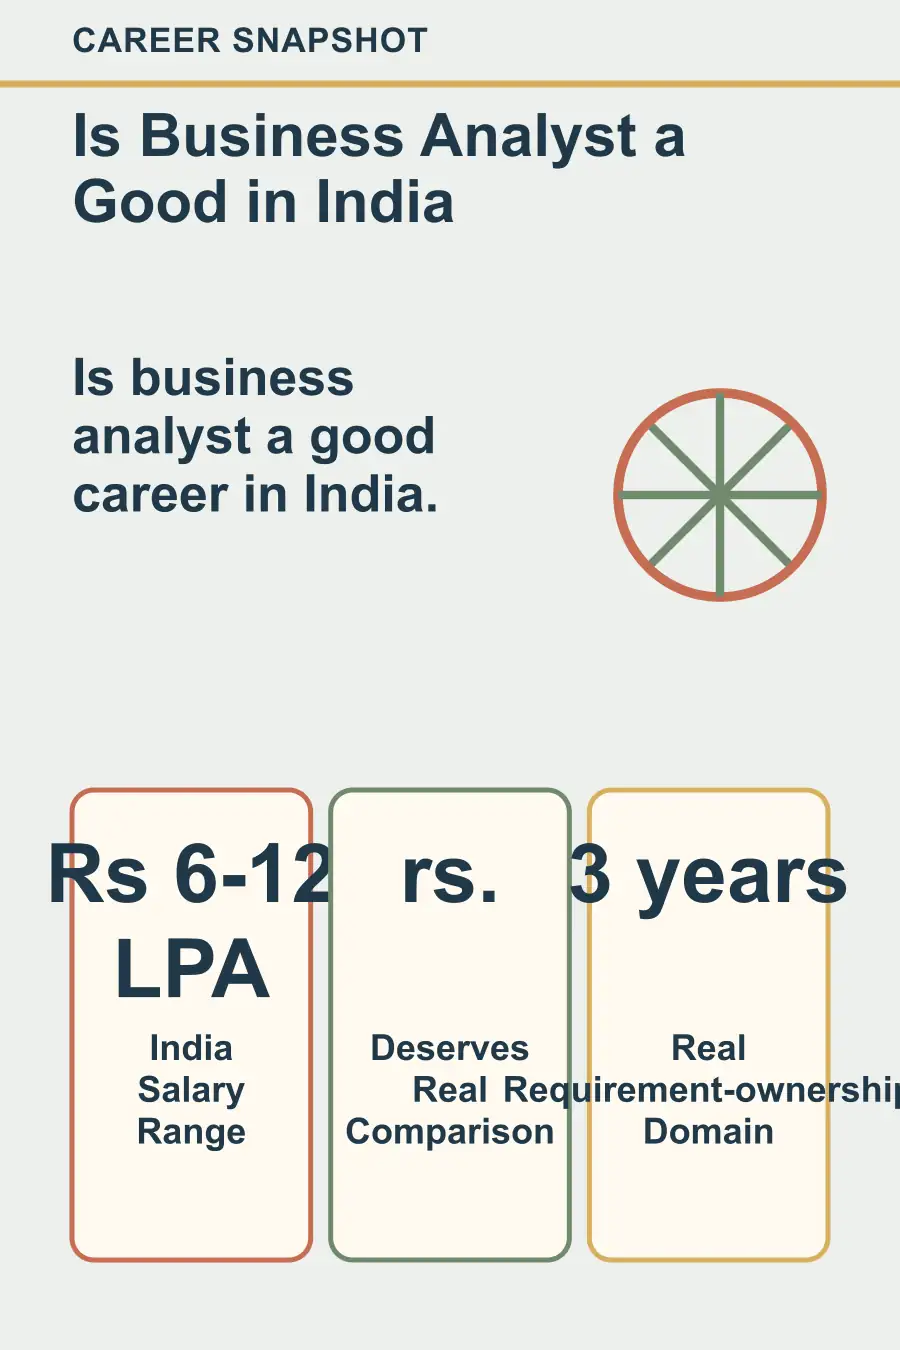 CAREER SNAPSHOT
Is Business Analyst a
Good in India
Is business
analyst a good
career in India.
Rs 6-12
LPA
India
Salary
Range
rs.
Deserves
Real
Comparison
3 years
Real
Requirement-ownership
Domain